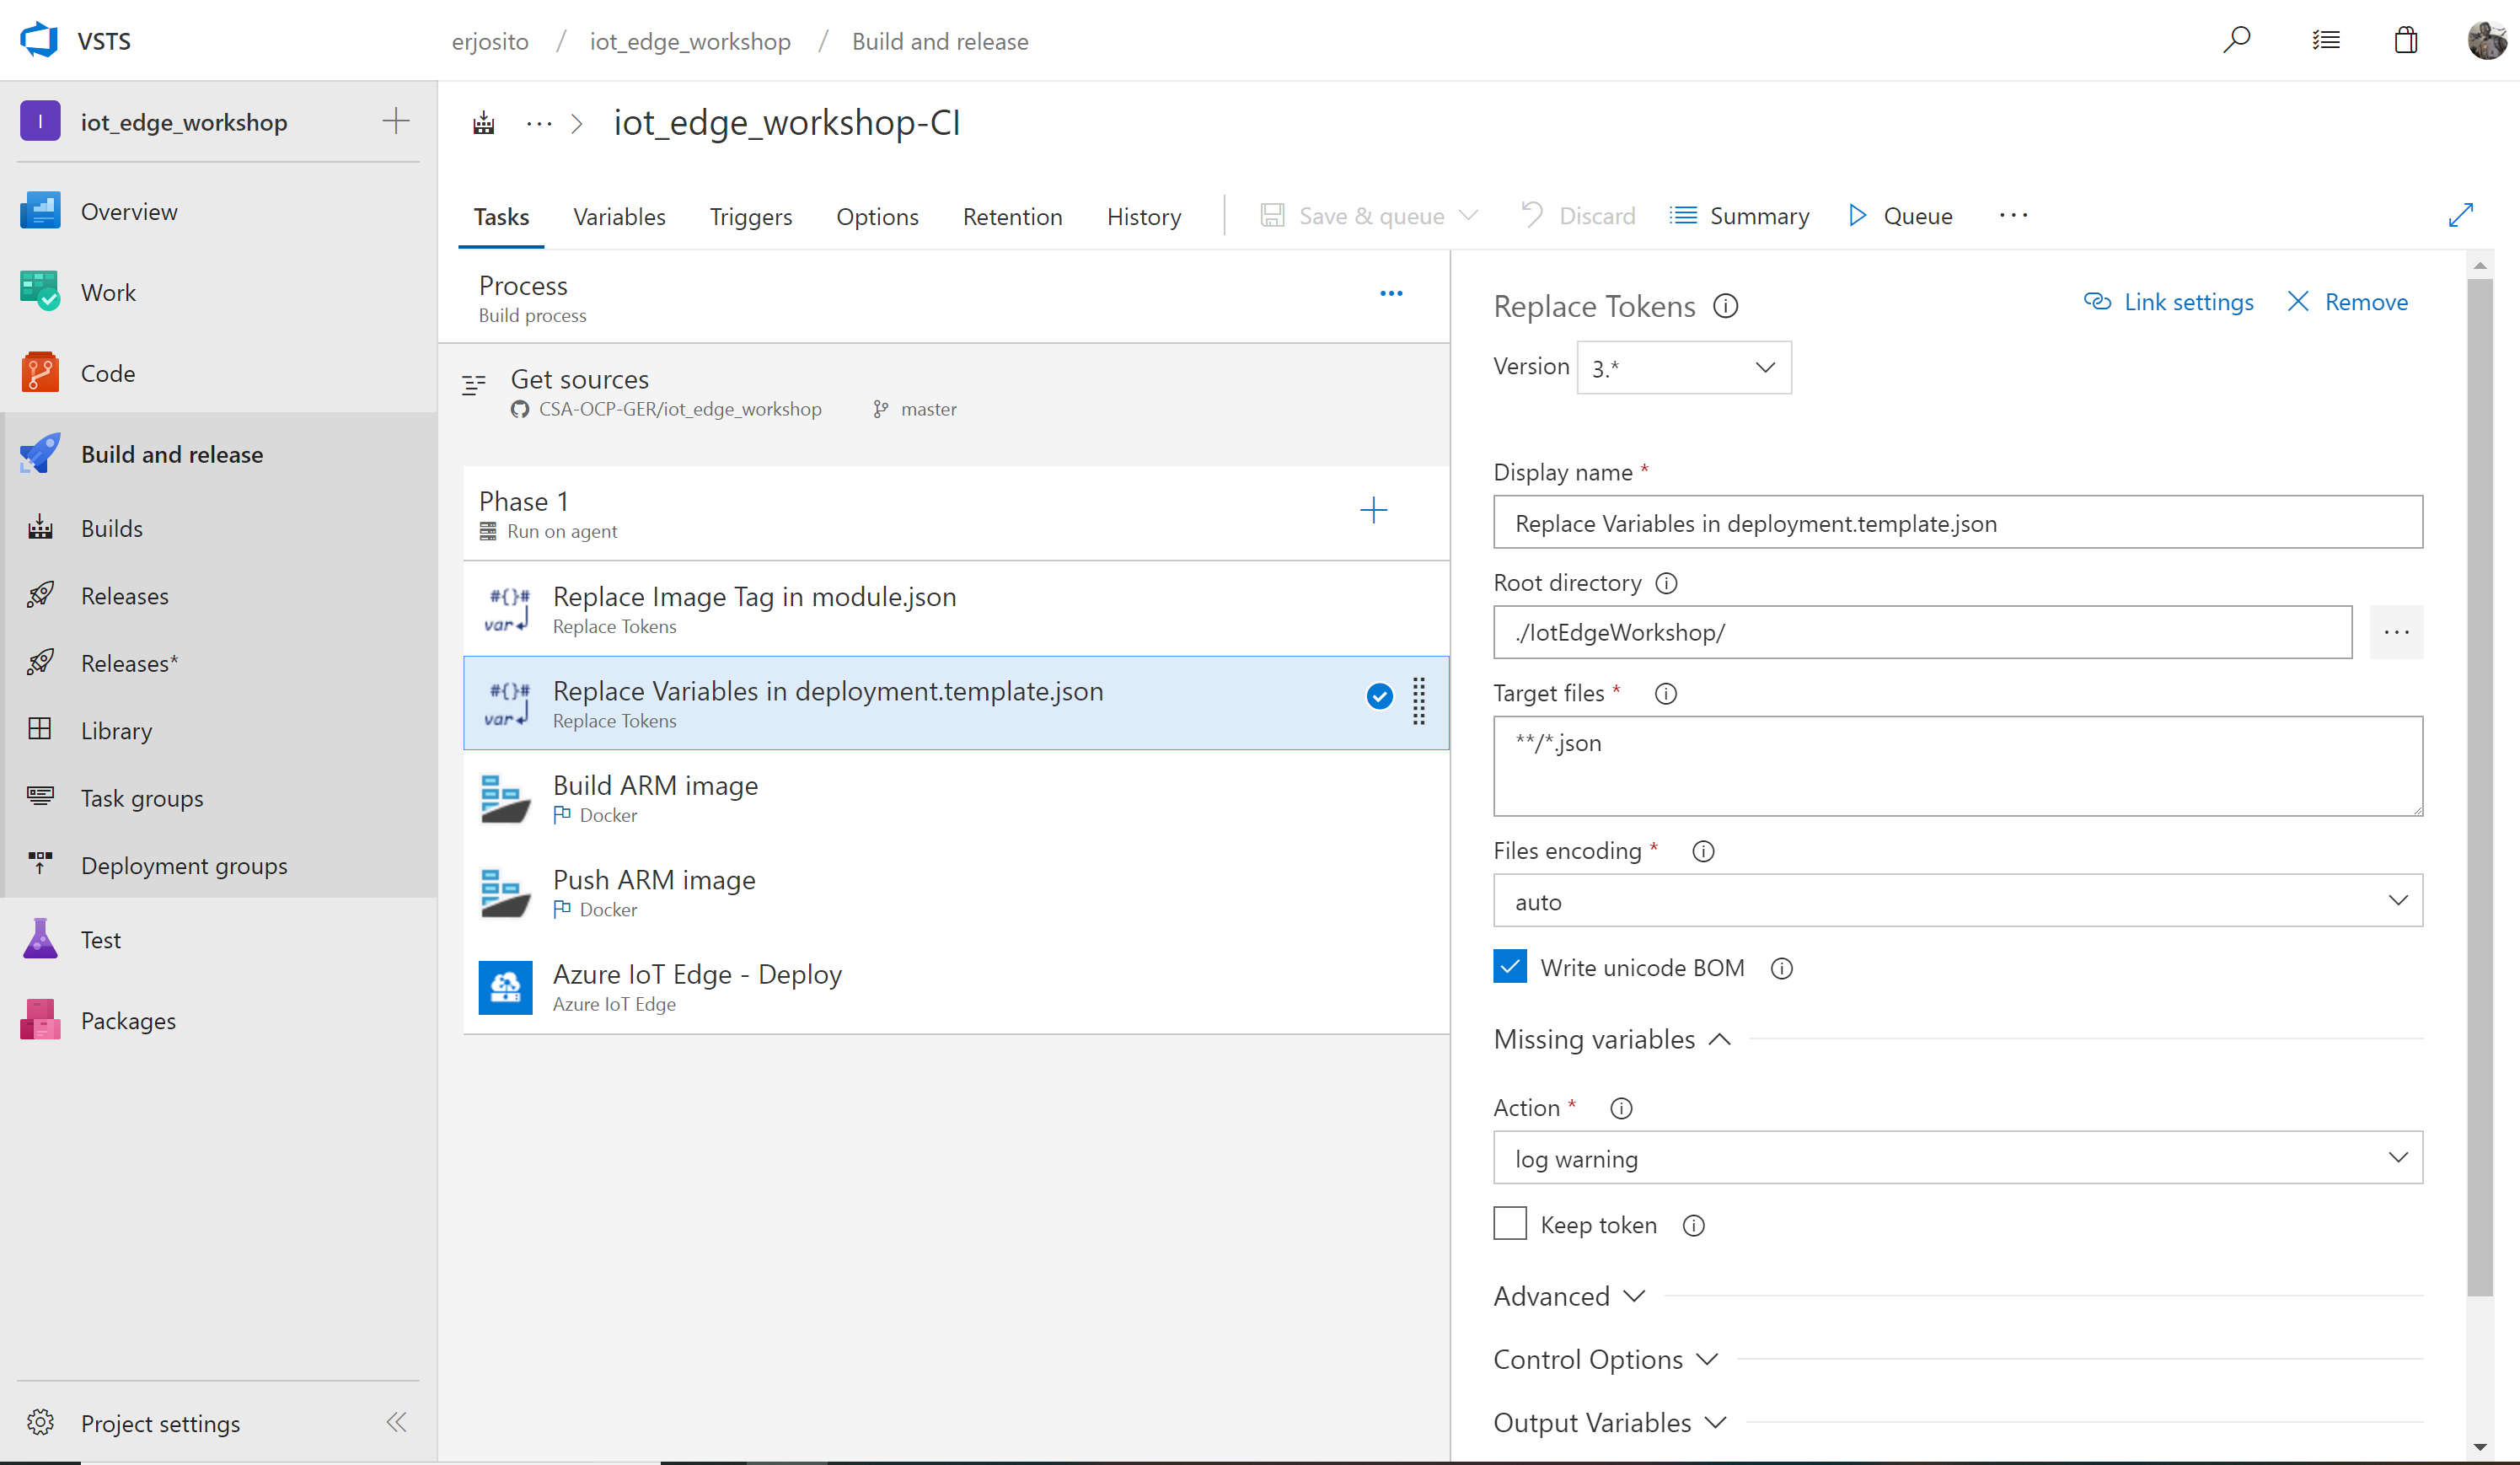 VSTS
erjosito / iot_edge_workshop / Build and release
I iot_edge_workshop
Overview
Work
Code
Build and release
Builds
Releases
Releases*
Library
Task groups
Deployment groups
Test
Packages
Project settings
... > iot_edge_workshop-CI
Tasks Variables Triggers Options Retention History Save & queue Discard Summary Queue ...
Process
Build process
Get sources
CSA-OCP-GER/iot_edge_workshop master
Phase 1
Run on agent
#{}#
var
Replace Image Tag in module.json
Replace Tokens
#{}#
var
Replace Variables in deployment.template.json
Replace Tokens
Build ARM image
Docker
Push ARM image
Docker
Azure IoT Edge - Deploy
Azure IoT Edge
Replace Tokens Link settings Remove
Version 3.*
Display name *
Replace Variables in deployment.template.json
Root directory
./IotEdgeWorkshop/
...
Target files *
**/*.json
Files encoding *
auto
Write unicode BOM
Missing variables
Action *
log warning
Keep token
Advanced
Control Options
Output Variables